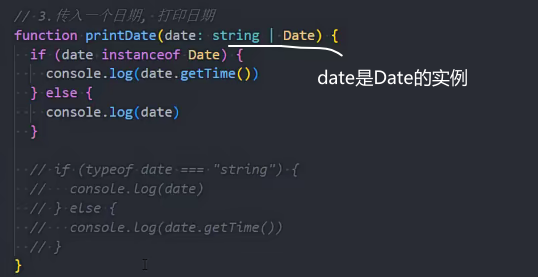 // 3.传入一个日期, 打印日期
function printDate(date: string | Date) {
  if (date instanceof Date) {
    console.log(date.getTime())
  } else {
    console.log(date)
  }
date是Date的实例
  // if (typeof date === "string") {
  //   console.log(date)
  // } else {
  //   console.log(date.getTime())
  // }
}